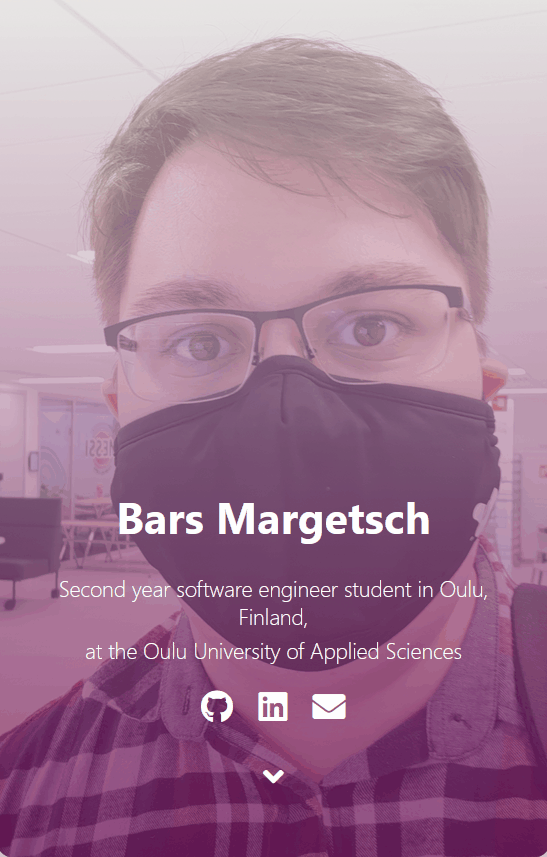 Bars Margetsch
Second year software engineer student in Oulu,
Finland,
at the Oulu University of Applied Sciences